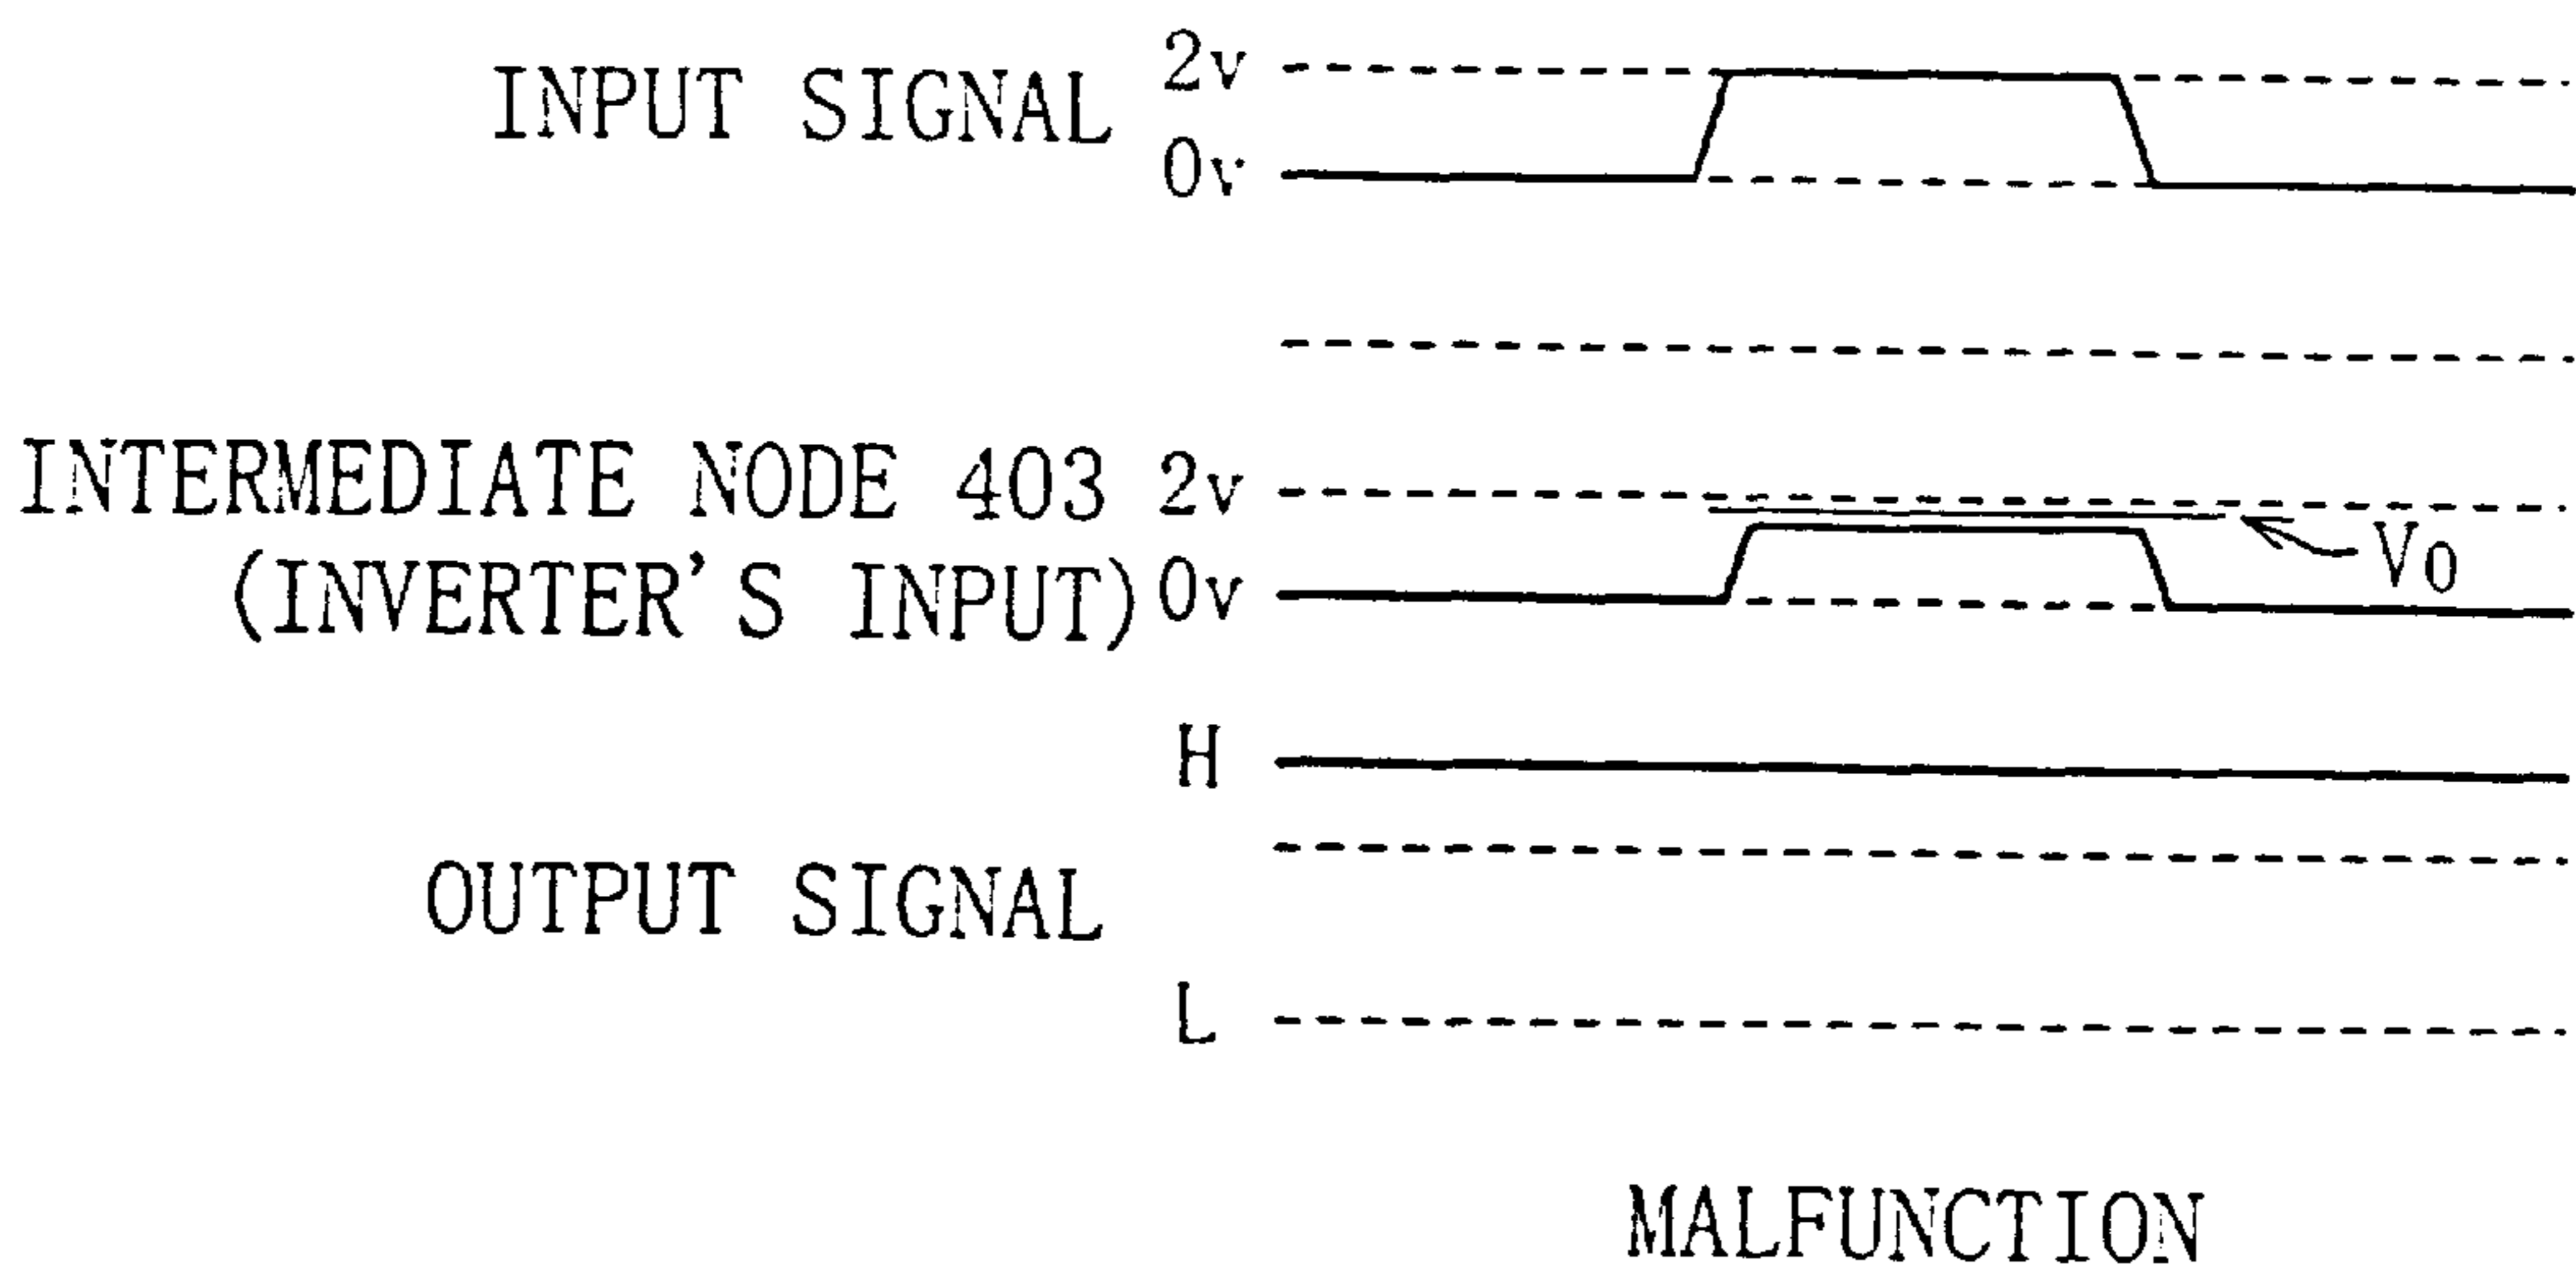 INPUT SIGNAL 2v
0v
INTERMEDIATE NODE 403 2v
(INVERTER'S INPUT) 0v
V0
H
OUTPUT SIGNAL
L
MALFUNCTION